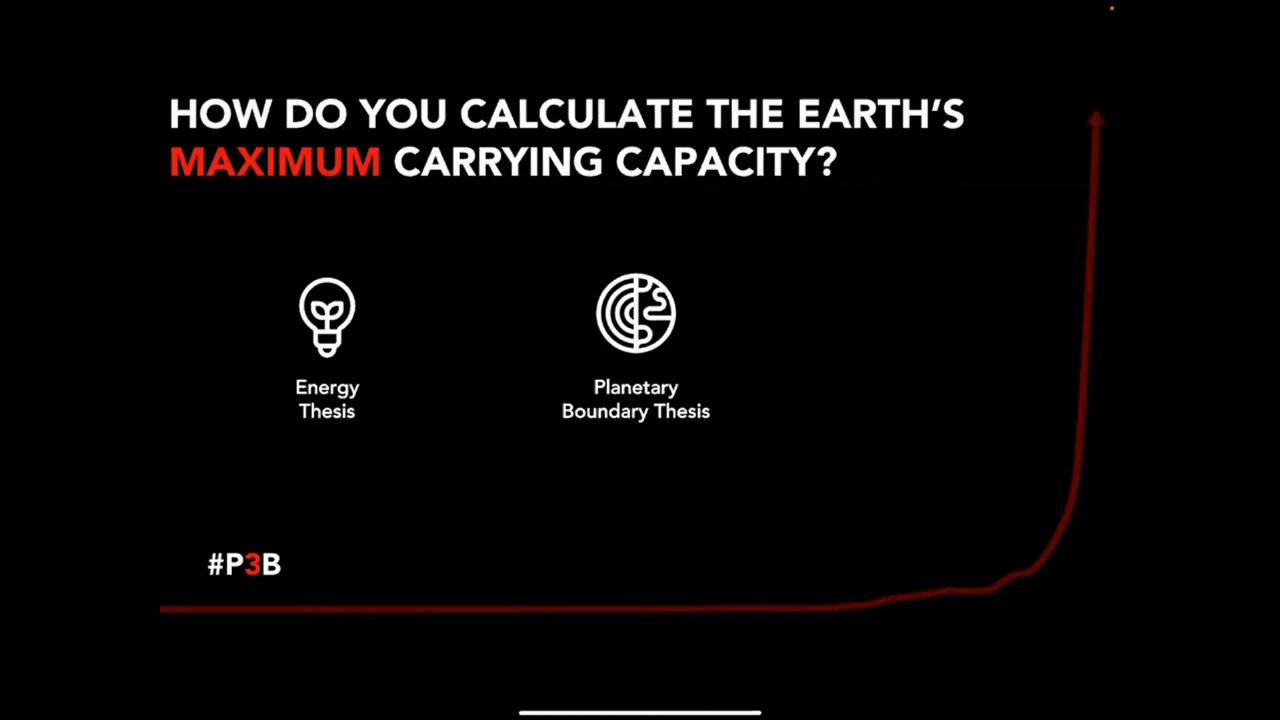 HOW DO YOU CALCULATE THE EARTH’S
MAXIMUM CARRYING CAPACITY?
Energy
Thesis
Planetary
Boundary Thesis
#P3B